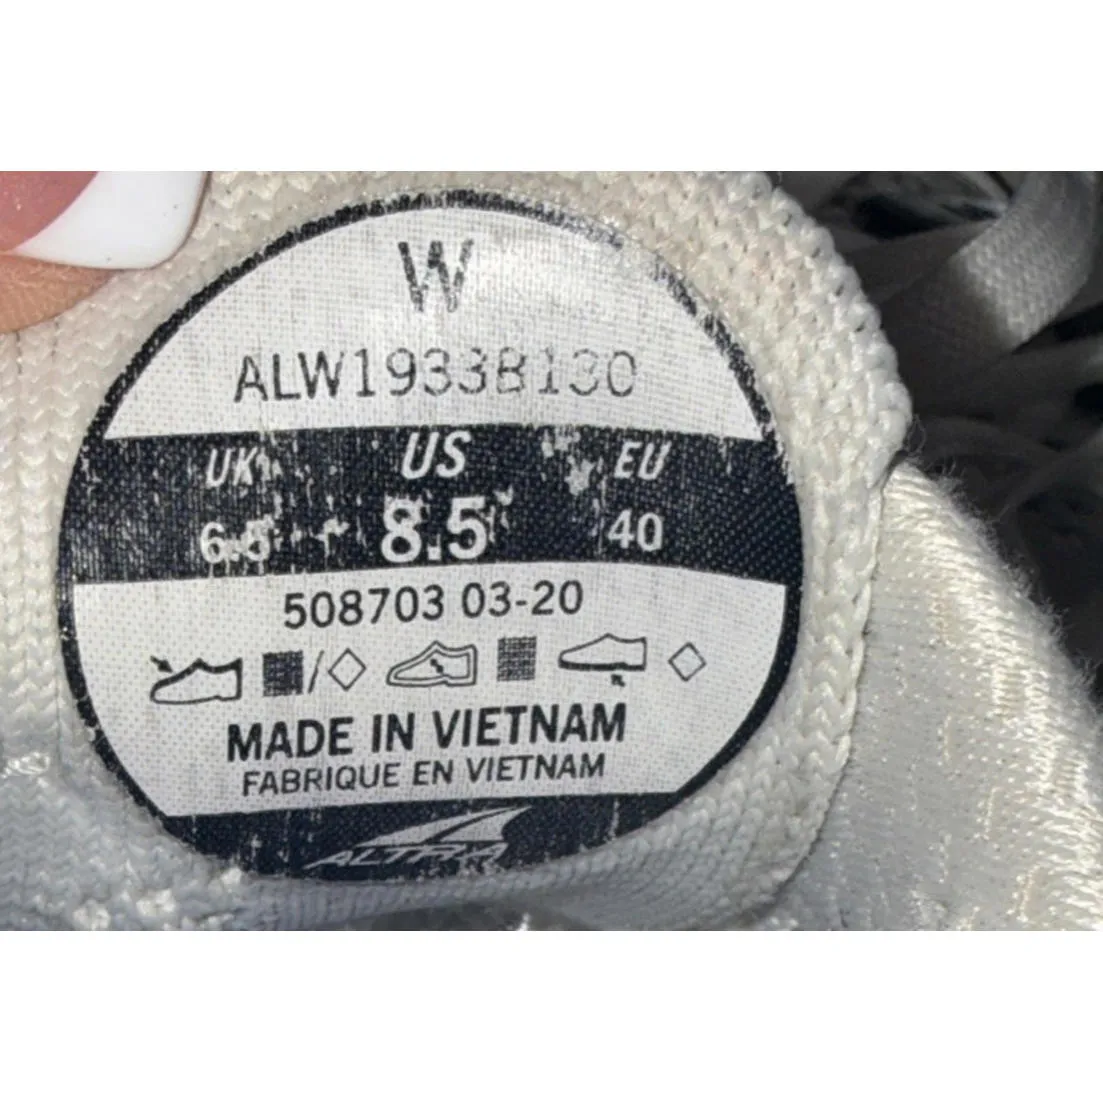 W
ALW1933B130
UK US EU
6.5 8.5 40
508703 03-20
MADE IN VIETNAM
FABRIQUE EN VIETNAM
ALTRA